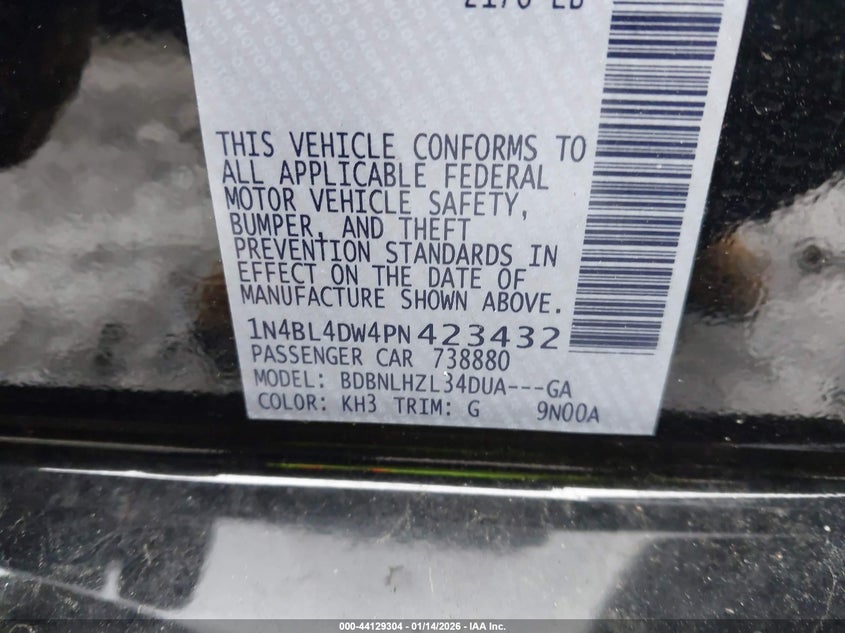 2170 LB
THIS VEHICLE CONFORMS TO
ALL APPLICABLE FEDERAL
MOTOR VEHICLE SAFETY,
BUMPER, AND THEFT
PREVENTION STANDARDS IN
EFFECT ON THE DATE OF
MANUFACTURE SHOWN ABOVE.
1N4BL4DW4PN423432
PASSENGER CAR 738880
MODEL: BDBNLHZL34DUA---GA
COLOR: KH3 TRIM: G 9N00A
000-44129304 - 01/14/2026 - IAA Inc.